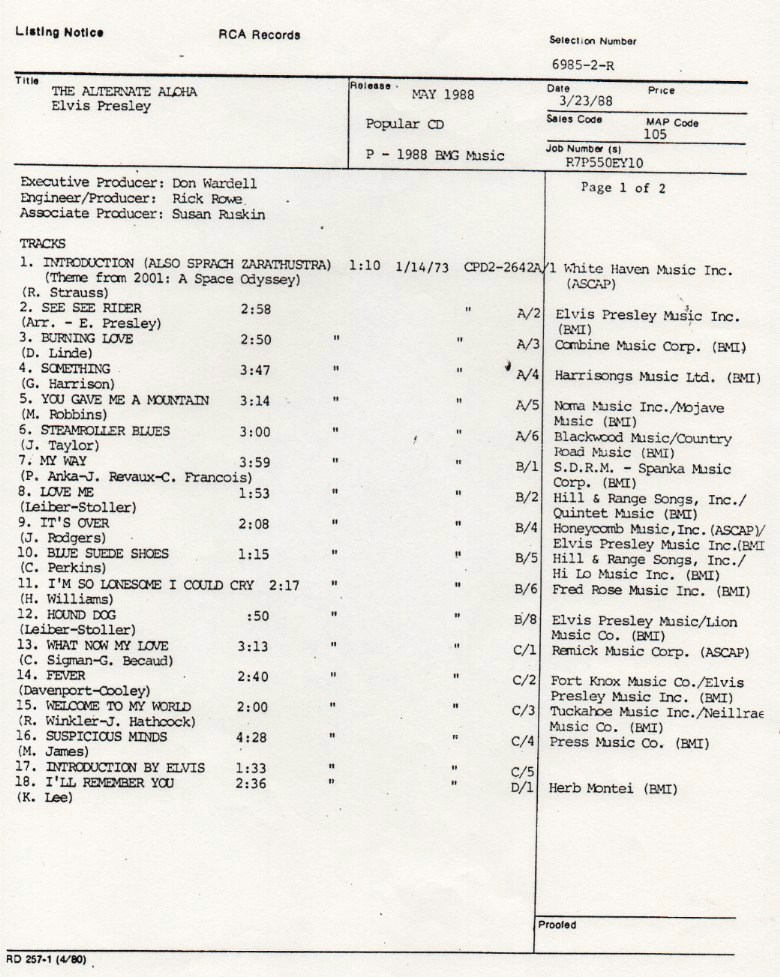 Listing Notice RCA Records
Selection Number
6985-2-R
Title
THE ALTERNATE ALOHA
Elvis Presley
Release MAY 1988
Popular CD
P - 1988 BMG Music
Date Price
3/23/88
Sales Code MAP Code
105
Job Number (s)
R7P550EY10
Executive Producer: Don Wardell
Engineer/Producer: Rick Rowe
Associate Producer: Susan Ruskin
Page 1 of 2
TRACKS
1. INTRODUCTION (ALSO SPRACH ZARATHUSTRA) 1:10 1/14/73 CPD2-2642A/1 White Haven Music Inc.
(Theme from 2001: A Space Odyssey) (ASCAP)
(R. Strauss)
2. SEE SEE RIDER 2:58 " A/2 Elvis Presley Music Inc.
(Arr. - E. Presley) (BMI)
3. BURNING LOVE 2:50 " " A/3 Combine Music Corp. (BMI)
(D. Linde)
4. SOMETHING 3:47 " " A/4 Harrisongs Music Ltd. (BMI)
(G. Harrison)
5. YOU GAVE ME A MOUNTAIN 3:14 " " A/5 Noma Music Inc./Mojave
(M. Robbins) Music (BMI)
6. STEAMROLLER BLUES 3:00 " " A/6 Blackwood Music/Country
(J. Taylor) Road Music (BMI)
7. MY WAY 3:59 " " B/1 S.D.R.M. - Spanka Music
(P. Anka-J. Revaux-C. Francois) Corp. (BMI)
8. LOVE ME 1:53 " " B/2 Hill & Range Songs, Inc./
(Leiber-Stoller) Quintet Music (BMI)
9. IT'S OVER 2:08 " " B/4 Honeycomb Music,Inc.(ASCAP)/
(J. Rodgers) Elvis Presley Music Inc.(BMI
10. BLUE SUEDE SHOES 1:15 " " B/5 Hill & Range Songs, Inc./
(C. Perkins) Hi Lo Music Inc. (BMI)
11. I'M SO LONESOME I COULD CRY 2:17 " " B/6 Fred Rose Music Inc. (BMI)
(H. Williams)
12. HOUND DOG :50 " " B/8 Elvis Presley Music/Lion
(Leiber-Stoller) Music Co. (BMI)
13. WHAT NOW MY LOVE 3:13 " " C/1 Remick Music Corp. (ASCAP)
(C. Sigman-G. Becaud)
14. FEVER 2:40 " " C/2 Fort Knox Music Co./Elvis
(Davenport-Cooley) Presley Music Inc. (BMI)
15. WELCOME TO MY WORLD 2:00 " " C/3 Tuckahoe Music Inc./Neillrae
(R. Winkler-J. Hathcock) Music Co. (BMI)
16. SUSPICIOUS MINDS 4:28 " " C/4 Press Music Co. (BMI)
(M. James)
17. INTRODUCTION BY ELVIS 1:33 " " C/5
18. I'LL REMEMBER YOU 2:36 " " D/1 Herb Montei (BMI)
(K. Lee)
Proofed
RD 257-1 (4/80)